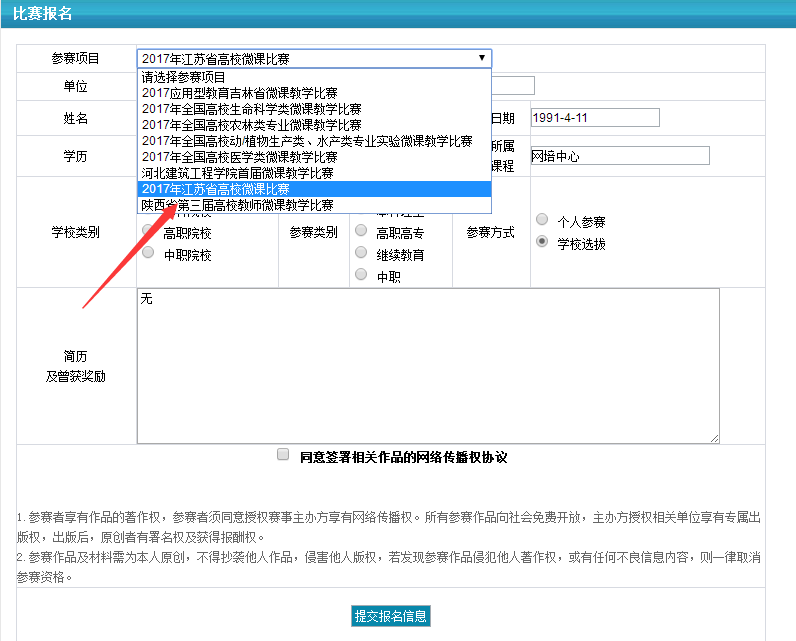 比赛报名
参赛项目
2017年江苏省高校微课比赛
请选择参赛项目
2017应用型教育吉林省微课教学比赛
2017年全国高校生命科学类微课教学比赛
2017年全国高校农林类专业微课教学比赛
2017年全国高校动/植物生产类、水产类专业实验微课教学比赛
2017年全国高校医学类微课教学比赛
河北建筑工程学院首届微课教学比赛
2017年江苏省高校微课比赛
陕西省第三届高校教师微课教学比赛
单位
姓名
日期
1991-4-11
学历
所属
课程
网培中心
学校类别
高职院校
中职院校
参赛类别
高职高专
继续教育
中职
参赛方式
个人参赛
学校选拔
简历
及曾获奖励
无
同意签署相关作品的网络传播权协议
1.参赛者享有作品的著作权，参赛者须同意授权赛事主办方享有网络传播权。所有参赛作品向社会免费开放，主办方授权相关单位享有专属出
版权，出版后，原创者有署名权及获得报酬权。
2.参赛作品及材料需为本人原创，不得抄袭他人作品，侵害他人版权，若发现参赛作品侵犯他人著作权，或有任何不良信息内容，则一律取消
参赛资格。
提交报名信息